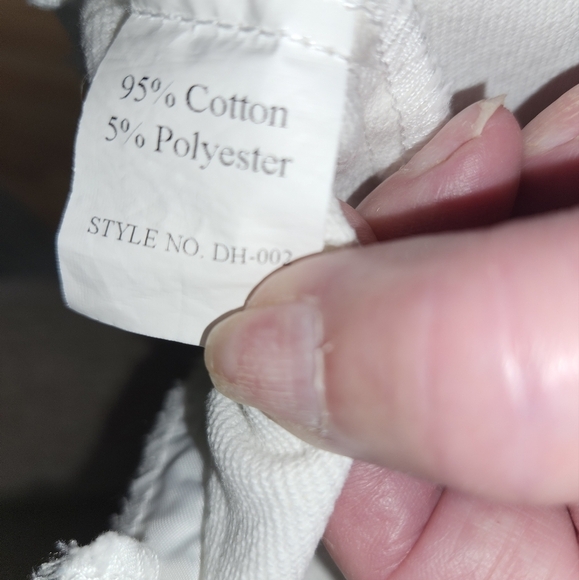 95% Cotton
5% Polyester
STYLE NO. DH-002